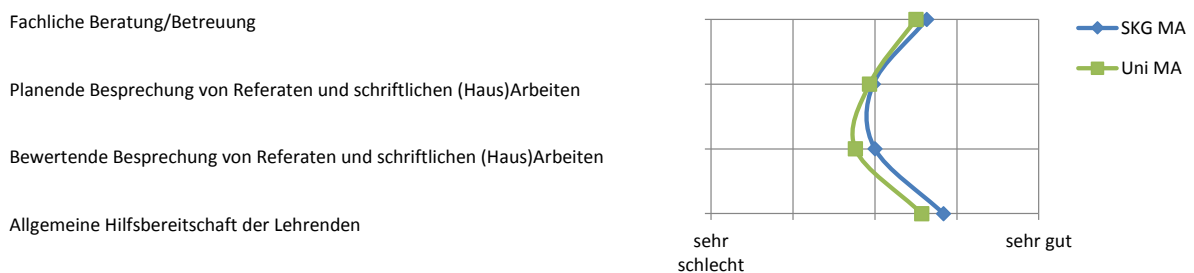 Fachliche Beratung/Betreuung
SKG MA
Uni MA
Planende Besprechung von Referaten und schriftlichen (Haus)Arbeiten
Bewertende Besprechung von Referaten und schriftlichen (Haus)Arbeiten
Allgemeine Hilfsbereitschaft der Lehrenden
sehr
schlecht
sehr gut